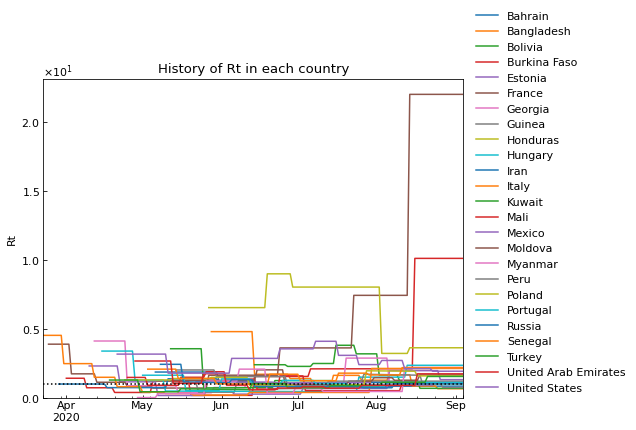 ×10¹
History of Rt in each country
Rt
2.0
1.5
1.0
0.5
0.0
Apr
2020
May
Jun
Jul
Aug
Sep
Bahrain
Bangladesh
Bolivia
Burkina Faso
Estonia
France
Georgia
Guinea
Honduras
Hungary
Iran
Italy
Kuwait
Mali
Mexico
Moldova
Myanmar
Peru
Poland
Portugal
Russia
Senegal
Turkey
United Arab Emirates
United States